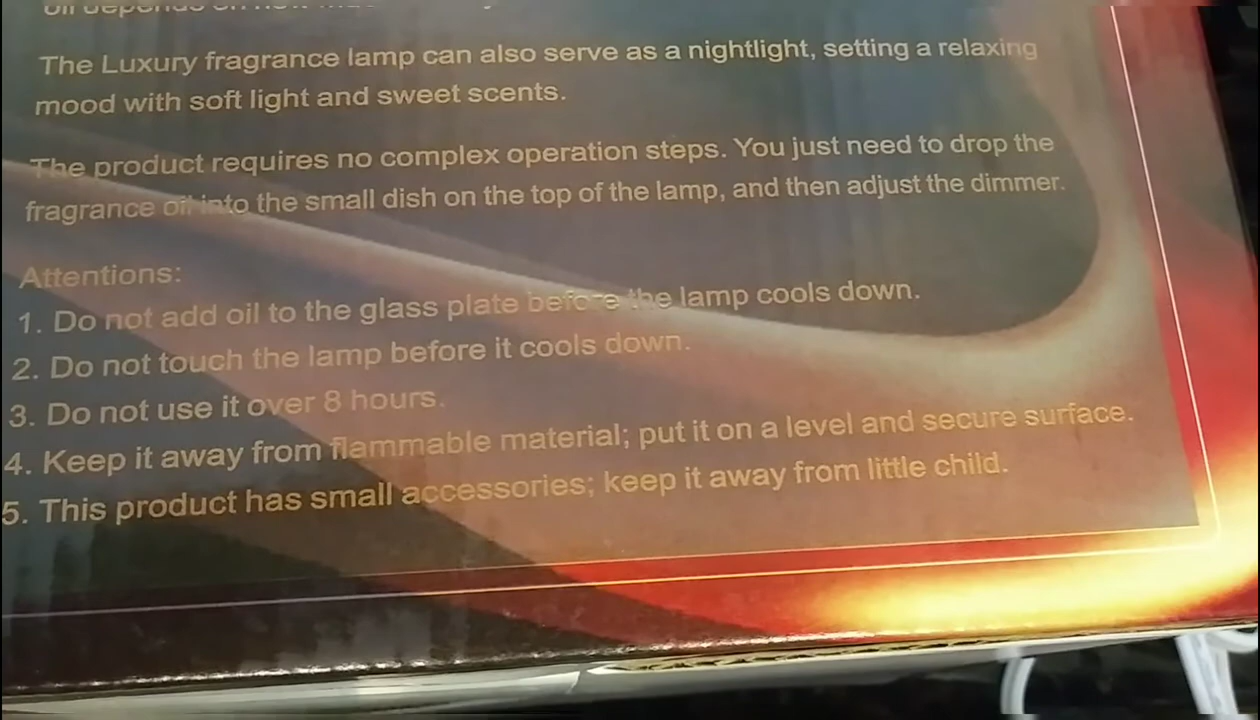 The Luxury fragrance lamp can also serve as a nightlight, setting a relaxing
mood with soft light and sweet scents.
The product requires no complex operation steps. You just need to drop the
fragrance oil into the small dish on the top of the lamp, and then adjust the dimmer.
Attentions:
1. Do not add oil to the glass plate before the lamp cools down.
2. Do not touch the lamp before it cools down.
3. Do not use it over 8 hours.
4. Keep it away from flammable material; put it on a level and secure surface.
5. This product has small accessories; keep it away from little child.